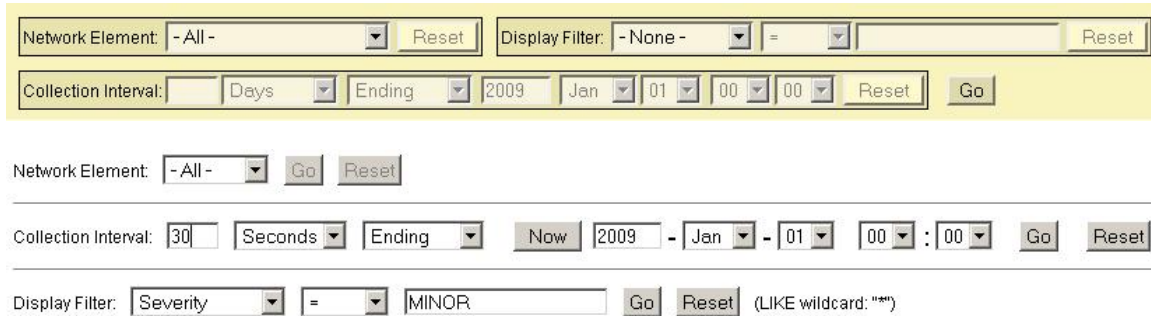 Network Element: - All - Reset Display Filter: - None - = Reset
Collection Interval: Days Ending 2009 Jan 01 00 00 Reset Go
Network Element: - All - Go Reset
Collection Interval: 30 Seconds Ending Now 2009 - Jan - 01 00 : 00 Go Reset
Display Filter: Severity = MINOR Go Reset (LIKE wildcard: "*")